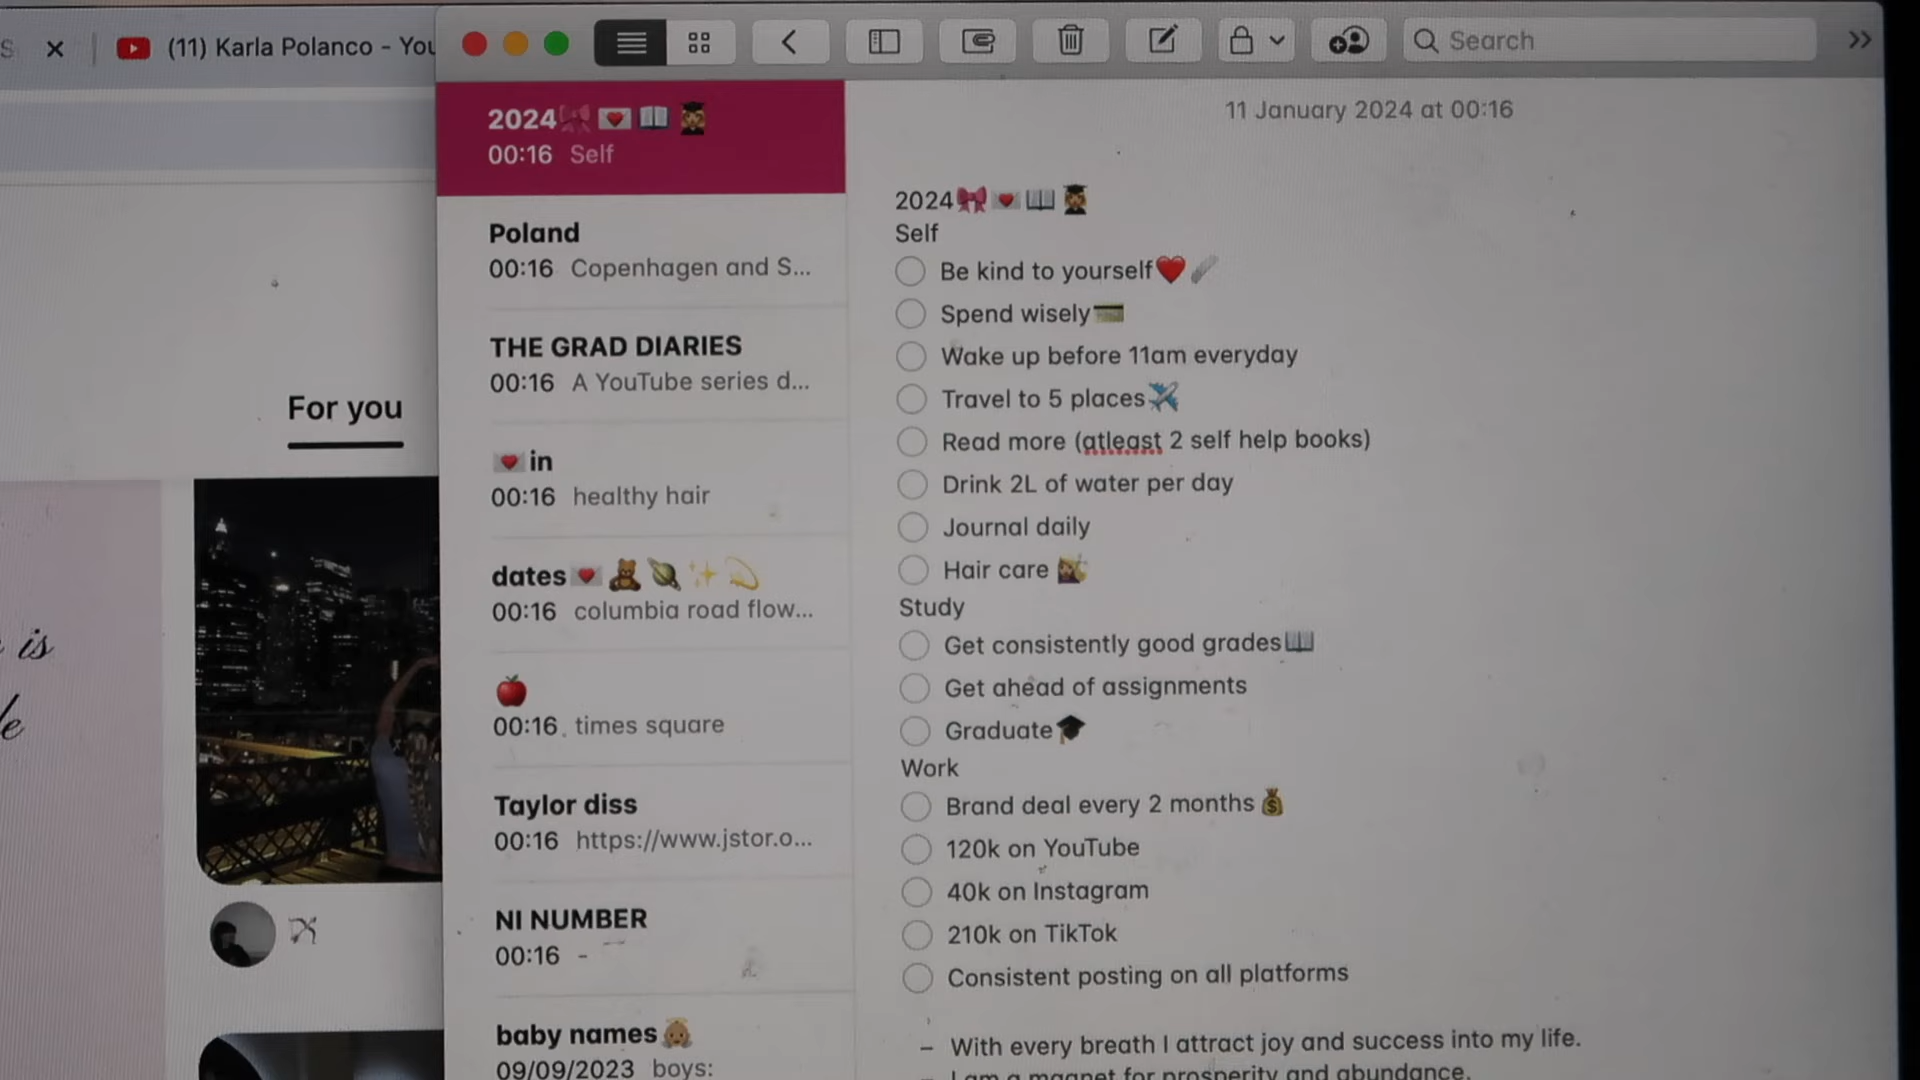 (11) Karla Polanco - You
Search
For you
is
2024🎀💌📖👩🏼‍🎓
00:16 Self
Poland
00:16 Copenhagen and S...
THE GRAD DIARIES
00:16 A YouTube series d...
💌in
00:16 healthy hair
dates💌🧸🪐✨💫
00:16 columbia road flow...
🍎
00:16 times square
Taylor diss
00:16 https://www.jstor.o...
NI NUMBER
00:16 -
baby names👼🏼
09/09/2023 boys:
11 January 2024 at 00:16
2024🎀💌📖👩🏼‍🎓
Self
Be kind to yourself❤️🩹
Spend wisely💳
Wake up before 11am everyday
Travel to 5 places✈️
Read more (atleast 2 self help books)
Drink 2L of water per day
Journal daily
Hair care 💇🏼‍♀️
Study
Get consistently good grades📖
Get ahead of assignments
Graduate🎓
Work
Brand deal every 2 months💰
120k on YouTube
40k on Instagram
210k on TikTok
Consistent posting on all platforms
– With every breath I attract joy and success into my life.
– I am a magnet for prosperity and abundance.